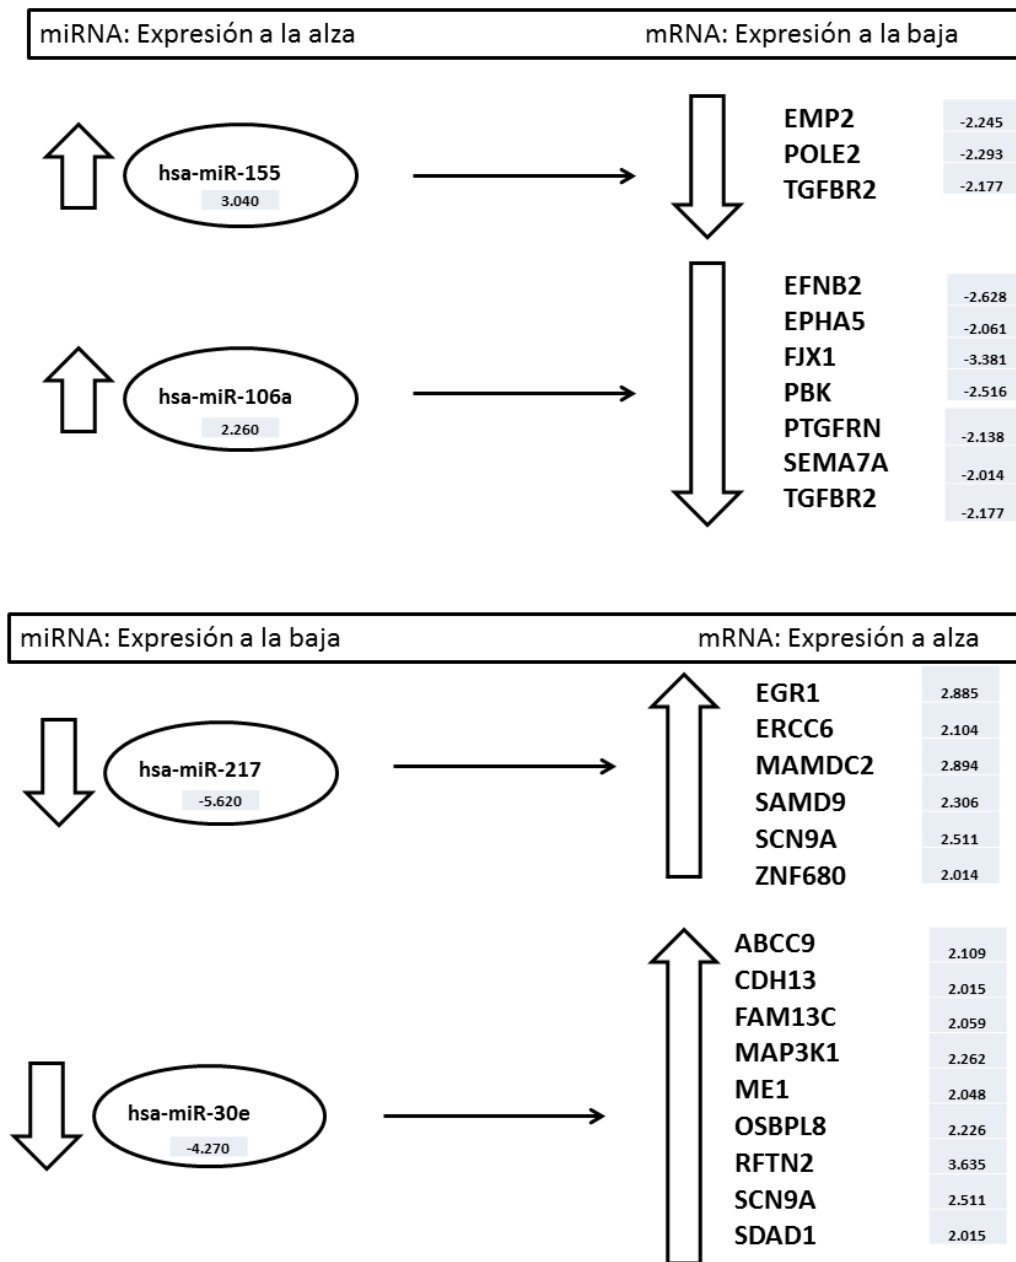 miRNA: Expresión a la alza mRNA: Expresión a la baja
hsa-miR-155
3.040
EMP2 -2.245
POLE2 -2.293
TGFBR2 -2.177
hsa-miR-106a
2.260
EFNB2 -2.628
EPHA5 -2.061
FJX1 -3.381
PBK -2.516
PTGFRN -2.138
SEMA7A -2.014
TGFBR2 -2.177
miRNA: Expresión a la baja mRNA: Expresión a alza
hsa-miR-217
-5.620
EGR1 2.885
ERCC6 2.104
MAMDC2 2.894
SAMD9 2.306
SCN9A 2.511
ZNF680 2.014
hsa-miR-30e
-4.270
ABCC9 2.109
CDH13 2.015
FAM13C 2.059
MAP3K1 2.262
ME1 2.048
OSBPL8 2.226
RFTN2 3.635
SCN9A 2.511
SDAD1 2.015